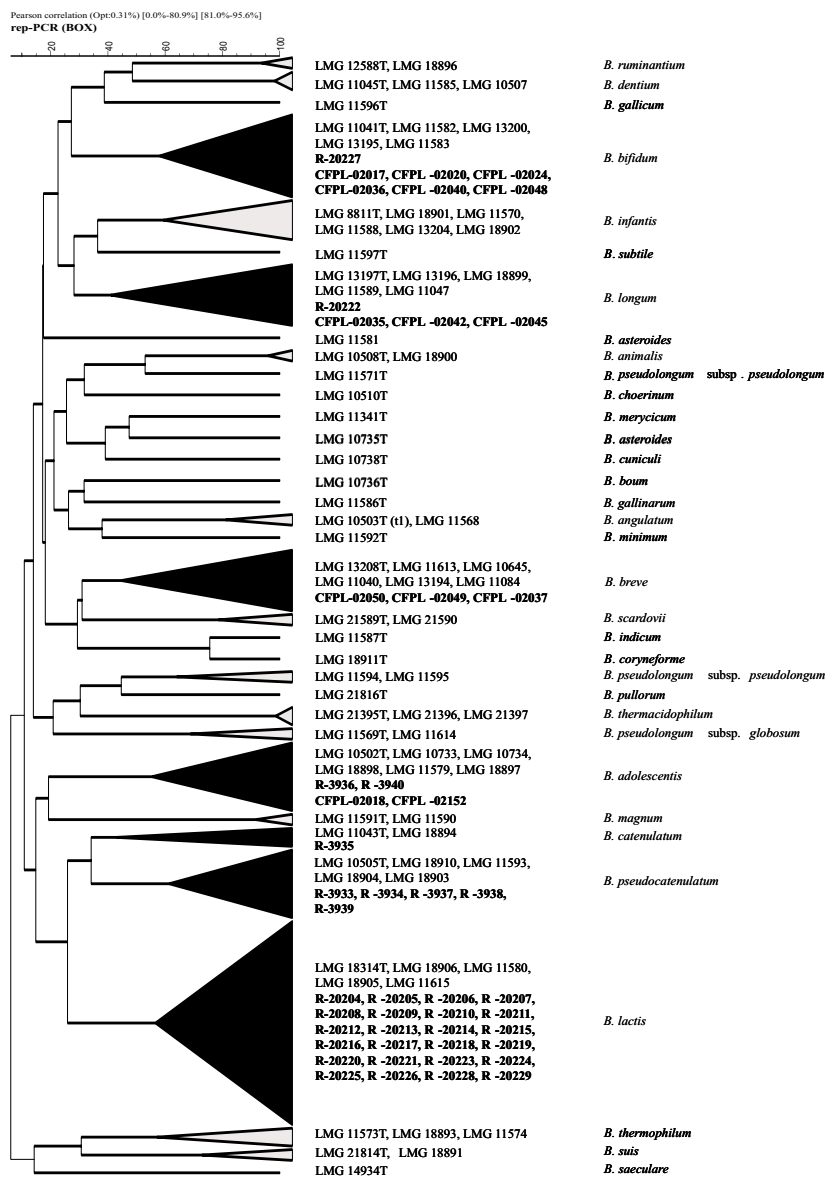 Pearson correlation (Opt:0.31%) [0.0%-80.9%] [81.0%-95.6%]
rep-PCR (BOX)
20 40 60 80 100
LMG 12588T, LMG 18896 B. ruminantium
LMG 11045T, LMG 11585, LMG 10507 B. dentium
LMG 11596T B. gallicum
LMG 11041T, LMG 11582, LMG 13200,
LMG 13195, LMG 11583
R-20227 B. bifidum
CFPL-02017, CFPL -02020, CFPL -02024,
CFPL-02036, CFPL -02040, CFPL -02048
LMG 8811T, LMG 18901, LMG 11570,
LMG 11588, LMG 13204, LMG 18902 B. infantis
LMG 11597T B. subtile
LMG 13197T, LMG 13196, LMG 18899,
LMG 11589, LMG 11047 B. longum
R-20222
CFPL-02035, CFPL -02042, CFPL -02045
LMG 11581 B. asteroides
LMG 10508T, LMG 18900 B. animalis
LMG 11571T B. pseudolongum subsp . pseudolongum
LMG 10510T B. choerinum
LMG 11341T B. merycicum
LMG 10735T B. asteroides
LMG 10738T B. cuniculi
LMG 10736T B. boum
LMG 11586T B. gallinarum
LMG 10503T (t1), LMG 11568 B. angulatum
LMG 11592T B. minimum
LMG 13208T, LMG 11613, LMG 10645,
LMG 11040, LMG 13194, LMG 11084 B. breve
CFPL-02050, CFPL -02049, CFPL -02037
LMG 21589T, LMG 21590 B. scardovii
LMG 11587T B. indicum
LMG 18911T B. coryneforme
LMG 11594, LMG 11595 B. pseudolongum subsp. pseudolongum
LMG 21816T B. pullorum
LMG 21395T, LMG 21396, LMG 21397 B. thermacidophilum
LMG 11569T, LMG 11614 B. pseudolongum subsp. globosum
LMG 10502T, LMG 10733, LMG 10734,
LMG 18898, LMG 11579, LMG 18897 B. adolescentis
R-3936, R -3940
CFPL-02018, CFPL -02152
LMG 11591T, LMG 11590 B. magnum
LMG 11043T, LMG 18894 B. catenulatum
R-3935
LMG 10505T, LMG 18910, LMG 11593,
LMG 18904, LMG 18903 B. pseudocatenulatum
R-3933, R -3934, R -3937, R -3938,
R-3939
LMG 18314T, LMG 18906, LMG 11580,
LMG 18905, LMG 11615
R-20204, R -20205, R -20206, R -20207,
R-20208, R -20209, R -20210, R -20211,
R-20212, R -20213, R -20214, R -20215, B. lactis
R-20216, R -20217, R -20218, R -20219,
R-20220, R -20221, R -20223, R -20224,
R-20225, R -20226, R -20228, R -20229
LMG 11573T, LMG 18893, LMG 11574 B. thermophilum
LMG 21814T, LMG 18891 B. suis
LMG 14934T B. saeculare